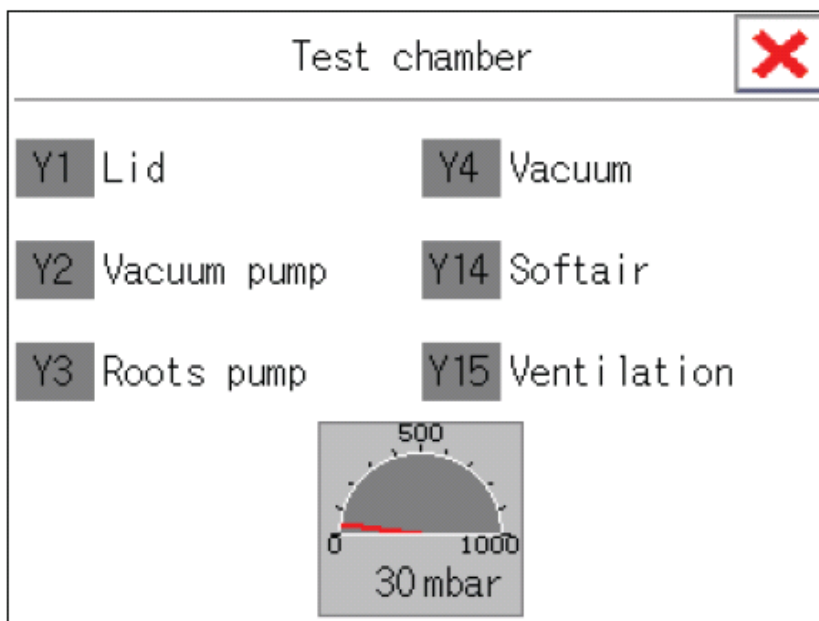 Test chamber
Y1 Lid
Y4 Vacuum
Y2 Vacuum pump
Y14 Softair
Y3 Roots pump
Y15 Ventilation
500
0 1000
30 mbar